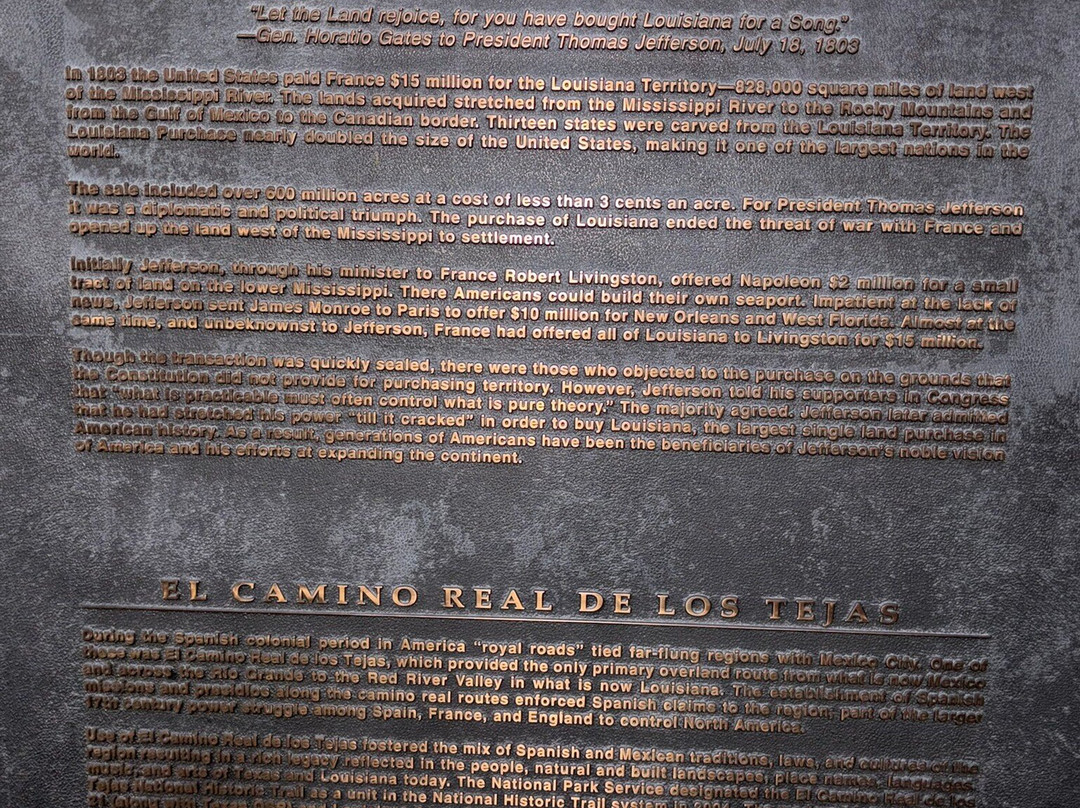 "Let the Land rejoice, for you have bought Louisiana for a Song."
—Gen. Horatio Gates to President Thomas Jefferson, July 18, 1803
In 1803 the United States paid France $15 million for the Louisiana Territory—828,000 square miles of land west
of the Mississippi River. The lands acquired stretched from the Mississippi River to the Rocky Mountains and
from the Gulf of Mexico to the Canadian border. Thirteen states were carved from the Louisiana Territory. The
Louisiana Purchase nearly doubled the size of the United States, making it one of the largest nations in the
world.
The sale included over 600 million acres at a cost of less than 3 cents an acre. For President Thomas Jefferson
it was a diplomatic and political triumph. The purchase of Louisiana ended the threat of war with France and
opened up the land west of the Mississippi to settlement.
Initially Jefferson, through his minister to France Robert Livingston, offered Napoleon $2 million for a small
tract of land on the lower Mississippi. There Americans could build their own seaport. Impatient at the lack of
news, Jefferson sent James Monroe to Paris to offer $10 million for New Orleans and West Florida. Almost at the
same time, and unbeknownst to Jefferson, France had offered all of Louisiana to Livingston for $15 million.
Though the transaction was quickly sealed, there were those who objected to the purchase on the grounds that
the Constitution did not provide for purchasing territory. However, Jefferson told his supporters in Congress
that "what is practicable must often control what is pure theory." The majority agreed. Jefferson later admitted
that he had stretched his power "till it cracked" in order to buy Louisiana, the largest single land purchase in
American history. As a result, generations of Americans have been the beneficiaries of Jefferson's noble vision
of America and his efforts at expanding the continent.
EL CAMINO REAL DE LOS TEJAS
During the Spanish colonial period in America "royal roads" tied far-flung regions with Mexico City. One of
these was El Camino Real de los Tejas, which provided the only primary overland route from what is now Mexico
and across the Rio Grande to the Red River Valley in what is now Louisiana. The establishment of Spanish
missions and presidios along the camino real routes enforced Spanish claims to the region, part of the larger
17th century power struggle among Spain, France, and England to control North America.
Use of El Camino Real de los Tejas fostered the mix of Spanish and Mexican traditions, laws, and cultures of the
region resulting in a rich legacy reflected in the people, natural and built landscapes, place names, languages,
music, and arts of Texas and Louisiana today. The National Park Service designated the El Camino Real de los
Tejas National Historic Trail as a unit in the National Historic Trail system in 2004.